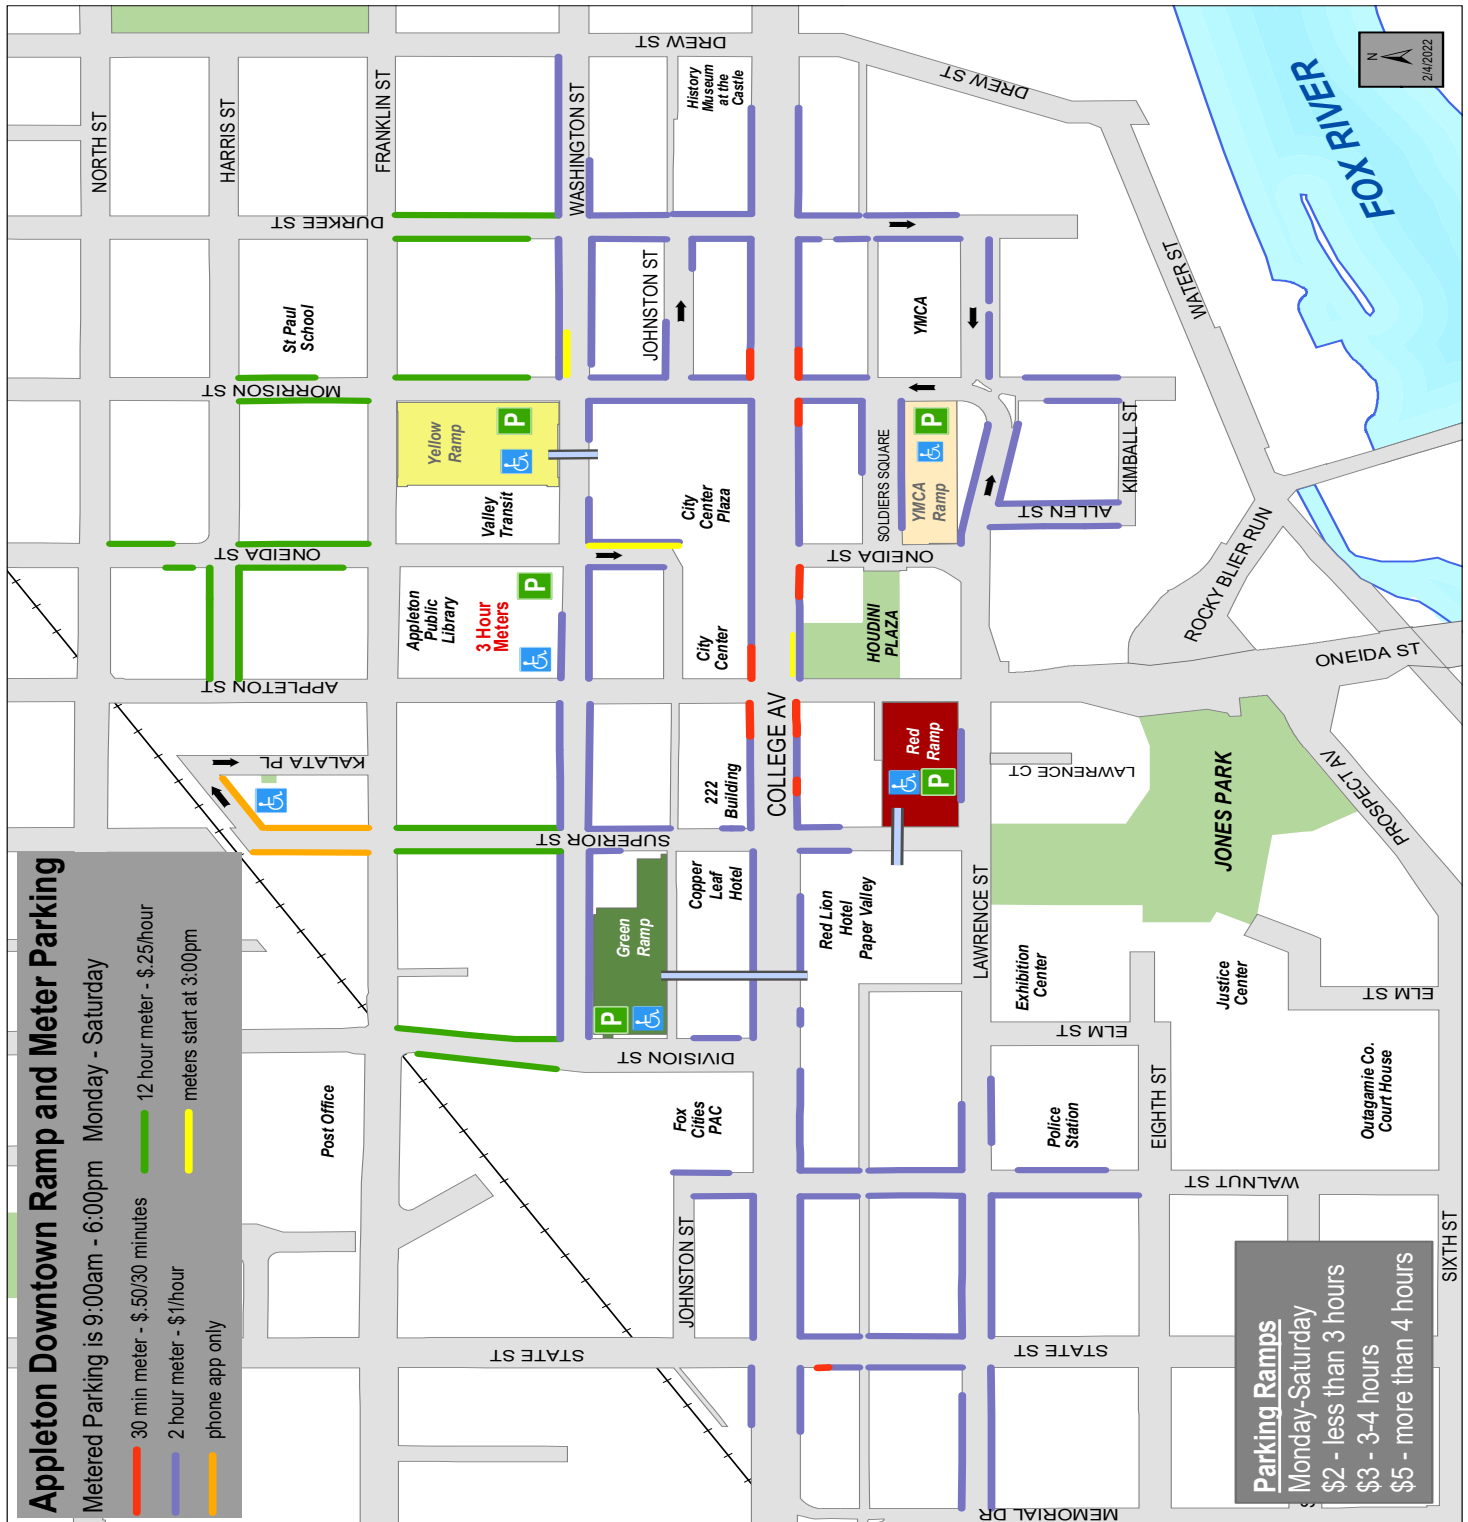 Appleton Downtown Ramp and Meter Parking
Metered Parking is 9:00am - 6:00pm Monday - Saturday
30 min meter - $.50/30 minutes
12 hour meter - $.25/hour
2 hour meter - $1/hour
meters start at 3:00pm
phone app only
NORTH ST
HARRIS ST
FRANKLIN ST
WASHINGTON ST
DREW ST
DREW ST
History
Museum
at the
Castle
DURKEE ST
St Paul
School
MORRISON ST
JOHNSTON ST
YMCA
WATER ST
FOX RIVER
N
2/4/2022
Yellow
Ramp
P
Valley
Transit
City
Center
Plaza
SOLDIERS SQUARE
YMCA
Ramp
P
ALLEN ST
KIMBALL ST
ONEIDA ST
ONEIDA ST
Appleton
Public
Library
3 Hour
Meters
P
City
Center
HOUDINI
PLAZA
ROCKY BLIER RUN
ONEIDA ST
APPLETON ST
KALATA PL
222
Building
COLLEGE AV
Red
Ramp
P
LAWRENCE CT
JONES PARK
PROSPECT AV
SUPERIOR ST
Green
Ramp
P
Copper
Leaf
Hotel
Red Lion
Hotel
Paper Valley
LAWRENCE ST
Exhibition
Center
Justice
Center
ELM ST
ELM ST
DIVISION ST
Post Office
Fox
Cities
PAC
Police
Station
EIGHTH ST
Outagamie Co.
Court House
WALNUT ST
JOHNSTON ST
SIXTH ST
STATE ST
STATE ST
MEMORIAL DR
Parking Ramps
Monday-Saturday
$2 - less than 3 hours
$3 - 3-4 hours
$5 - more than 4 hours